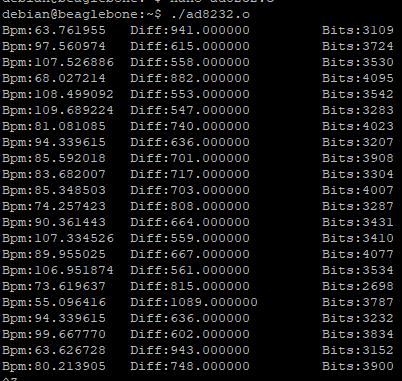 debian@beaglebone:~$ ./ad8232.o
Bpm:63.761955 Diff:941.000000 Bits:3109
Bpm:97.560974 Diff:615.000000 Bits:3724
Bpm:107.526886 Diff:558.000000 Bits:3530
Bpm:68.027214 Diff:882.000000 Bits:4095
Bpm:108.499092 Diff:553.000000 Bits:3542
Bpm:109.689224 Diff:547.000000 Bits:3283
Bpm:81.081085 Diff:740.000000 Bits:4023
Bpm:94.339615 Diff:636.000000 Bits:3207
Bpm:85.592018 Diff:701.000000 Bits:3908
Bpm:83.682007 Diff:717.000000 Bits:3304
Bpm:85.348503 Diff:703.000000 Bits:4007
Bpm:74.257423 Diff:808.000000 Bits:3287
Bpm:90.361443 Diff:664.000000 Bits:3431
Bpm:107.334526 Diff:559.000000 Bits:3410
Bpm:89.955025 Diff:667.000000 Bits:4077
Bpm:106.951874 Diff:561.000000 Bits:3534
Bpm:73.619637 Diff:815.000000 Bits:2698
Bpm:55.096416 Diff:1089.000000 Bits:3787
Bpm:94.339615 Diff:636.000000 Bits:3232
Bpm:99.667770 Diff:602.000000 Bits:3834
Bpm:63.626728 Diff:943.000000 Bits:3152
Bpm:80.213905 Diff:748.000000 Bits:3900